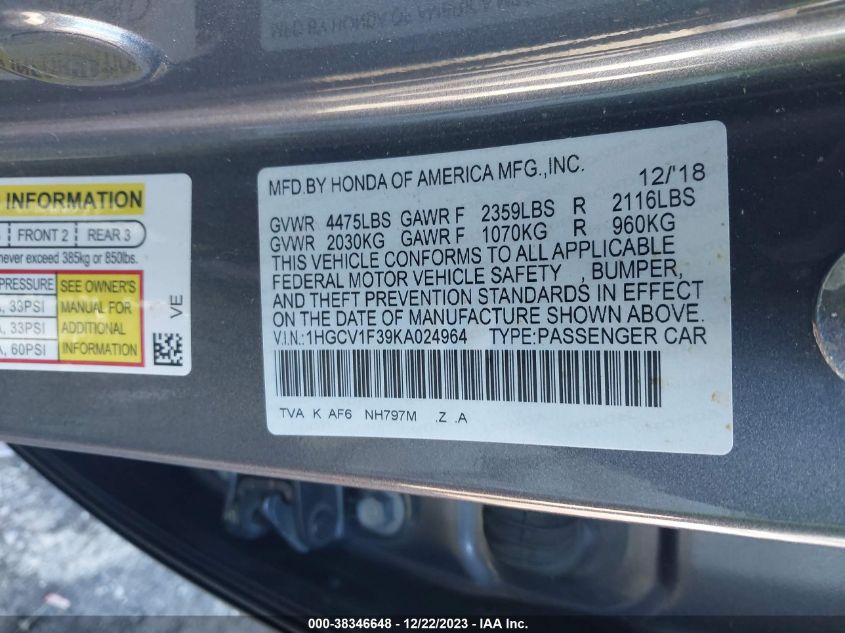 MFD.BY HONDA OF AMERICA MFG.,INC. 12/'18
GVWR 4475LBS GAWR F 2359LBS R 2116LBS
GVWR 2030KG GAWR F 1070KG R 960KG
THIS VEHICLE CONFORMS TO ALL APPLICABLE
FEDERAL MOTOR VEHICLE SAFETY , BUMPER,
AND THEFT PREVENTION STANDARDS IN EFFECT
ON THE DATE OF MANUFACTURE SHOWN ABOVE.
V.I.N.:1HGCV1F39KA024964 TYPE:PASSENGER CAR
TVA K AF6 NH797M .Z .A
INFORMATION
FRONT 2 REAR 3
never exceed 385kg or 850lbs.
PRESSURE SEE OWNER'S
33PSI MANUAL FOR
33PSI ADDITIONAL
60PSI INFORMATION
VE
000-38346648 - 12/22/2023 - IAA Inc.